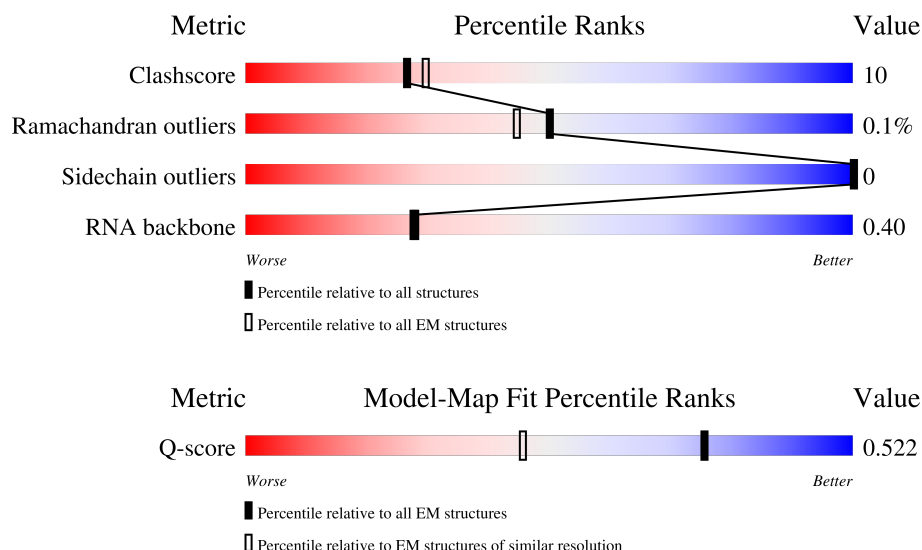 Metric Percentile Ranks Value
Clashscore 10
Ramachandran outliers 0.1%
Sidechain outliers 0
RNA backbone 0.40
Worse Better
Percentile relative to all structures
Percentile relative to all EM structures
Metric Model-Map Fit Percentile Ranks Value
Q-score 0.522
Worse Better
Percentile relative to all EM structures
Percentile relative to EM structures of similar resolution